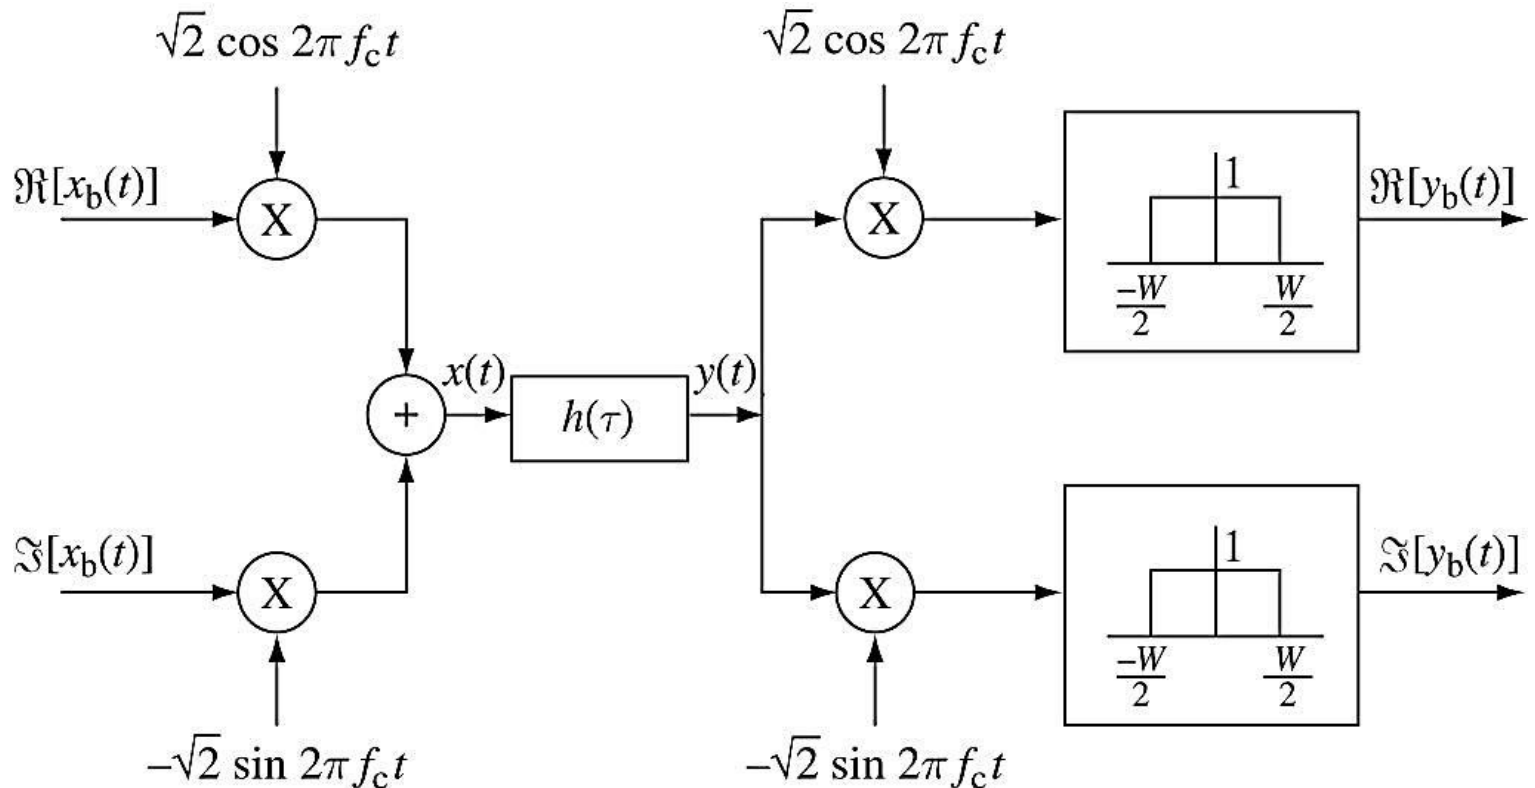 √2 cos 2πf_c t
√2 cos 2πf_c t
ℜ[x_b(t)]
X
X
1
–W/2
W/2
ℜ[y_b(t)]
+
x(t)
h(τ)
y(t)
ℑ[x_b(t)]
X
X
1
–W/2
W/2
ℑ[y_b(t)]
–√2 sin 2πf_c t
–√2 sin 2πf_c t